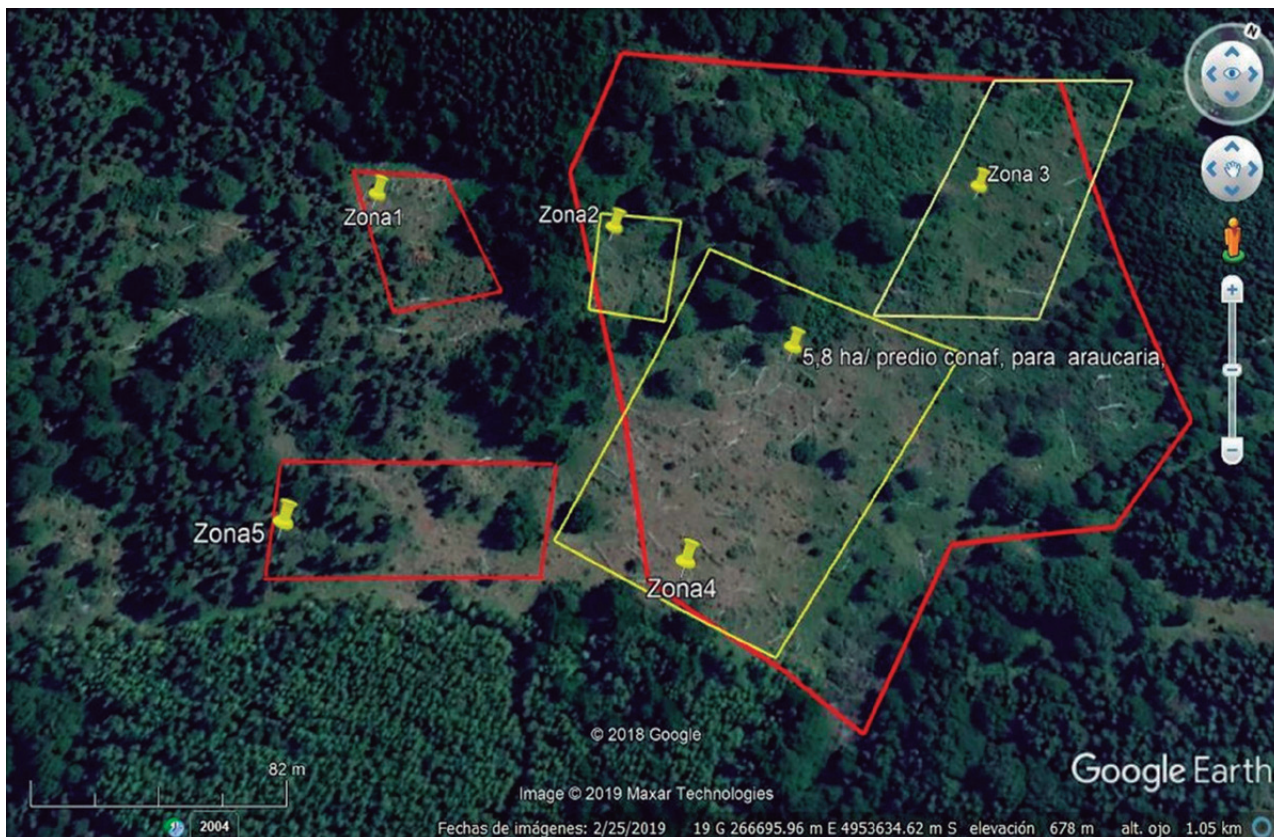 N
Zona 3
Zona1
Zona2
5,8 ha/ predio conaf, para araucaria,
Zona5
Zona4
© 2018 Google
82 m
Google Earth
Image © 2019 Maxar Technologies
2004
Fechas de imágenes: 2/25/2019 19 G 266695.96 m E 4953634.62 m S elevación 678 m alt. ojo 1.05 km